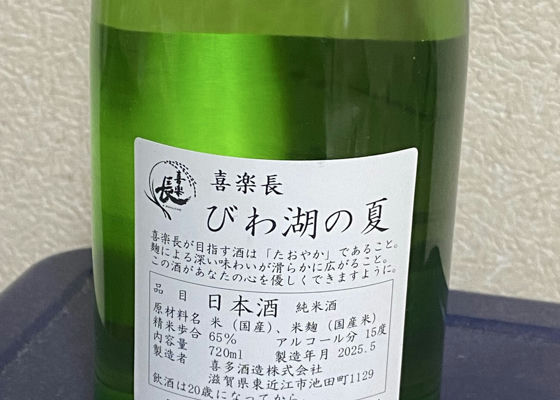 喜楽長
喜楽長
びわ湖の夏
喜楽長が目指す酒は「たおやか」であること。
麹による深い味わいが滑らかに広がること。
この酒があなたの心を優しくできますように。
品目 日本酒 純米酒
原材料名 米（国産）、米麹（国産米）
精米歩合 65% アルコール分 15度
内容量 720ml 製造年月 2025.5
製造者 喜多酒造株式会社
滋賀県東近江市池田町1129
飲酒は20歳になってから